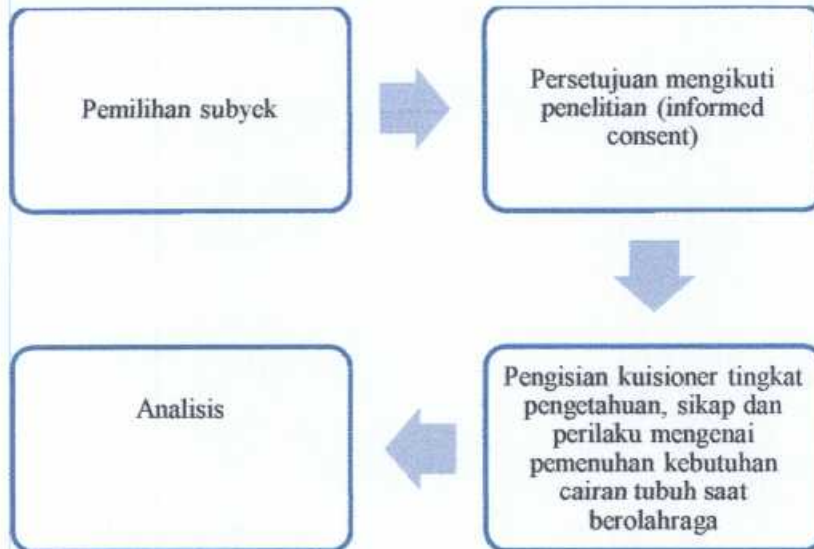 Pemilihan subyek
Persetujuan mengikuti
penelitian (informed
consent)
Pengisian kuisioner tingkat
pengetahuan, sikap dan
perilaku mengenai
pemenuhan kebutuhan
cairan tubuh saat
berolahraga
Analisis